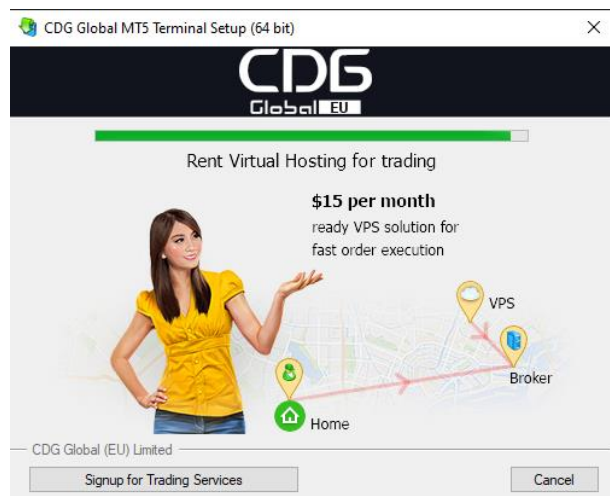 CDG Global MT5 Terminal Setup (64 bit)
CDG
Global EU
Rent Virtual Hosting for trading
$15 per month
ready VPS solution for
fast order execution
VPS
Broker
Home
CDG Global (EU) Limited
Signup for Trading Services
Cancel